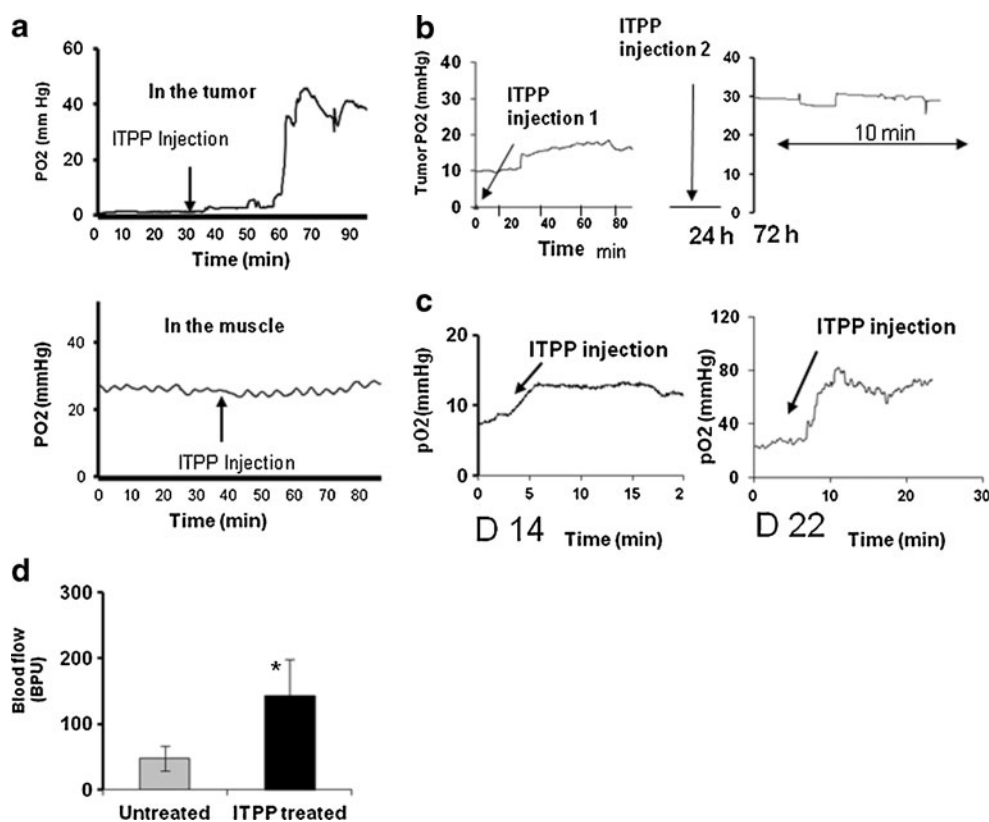 a
60
40
20
0
PO2 (mm Hg)
In the tumor
ITPP Injection
0 10 20 30 40 50 60 70 80 90
Time (min)
40
20
0
PO2 (mmHg)
In the muscle
ITPP Injection
0 10 20 30 40 50 60 70 80
Time (min)
b
40
30
20
10
0
Tumor PO2 (mmHg)
ITPP
injection 1
0 20 40 60 80
Time min
ITPP
injection 2
24 h
40
30
20
10
0
10 min
72 h
c
20
10
0
pO2 (mmHg)
ITPP injection
0 5 10 15 2
D 14 Time (min)
120
80
40
0
pO2 (mmHg)
ITPP injection
0 10 20 30
D 22 Time (min)
d
300
200
100
0
Blood flow
(BPU)
*
Untreated ITPP treated